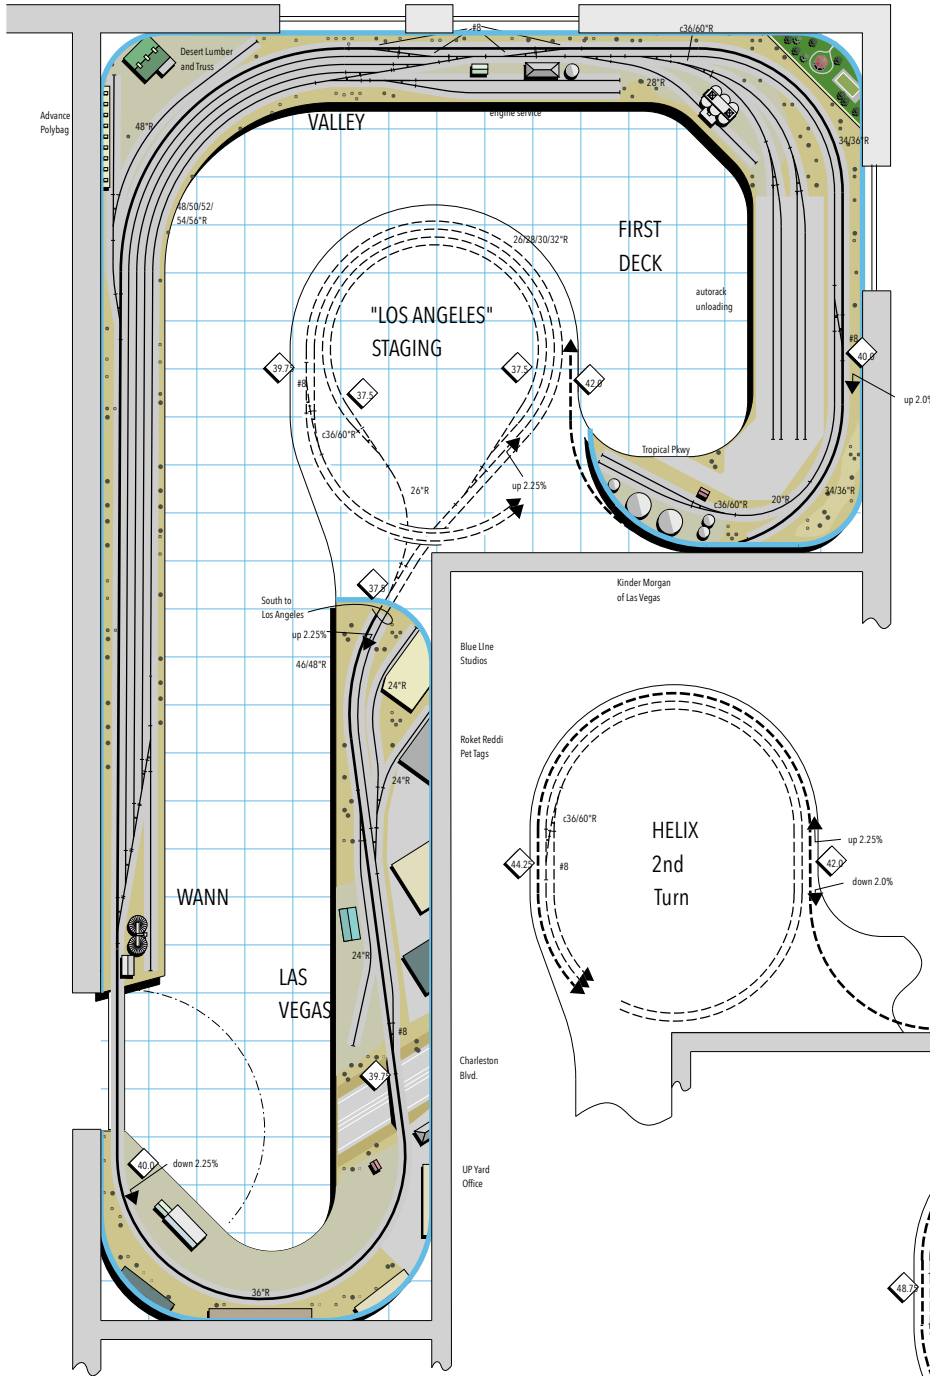 #8
c36/60"R
Desert Lumber
and Truss
28"R
Advance
Polybag
48"R
VALLEY
engine service
34/36"R
48/50/52/
54/56"R
FIRST
DECK
26/28/30/32"R
autorack
unloading
"LOS ANGELES"
STAGING
#8
40.0
39.75
37.5
#8
37.5
42.0
up 2.0%
c36/60"R
Tropical Pkwy
26"R
up 2.25%
34/36"R
20"R
c36/60"R
37.5
Kinder Morgan
of Las Vegas
South to
Los Angeles
up 2.25%
46/48"R
Blue LIne
Studios
24"R
Roket Reddi
Pet Tags
24"R
c36/60"R
HELIX
2nd
Turn
up 2.25%
44.25
#8
42.0
down 2.0%
WANN
24"R
LAS
VEGAS
#8
39.75
Charleston
Blvd.
40.0
down 2.25%
UP Yard
Office
36"R
48.75